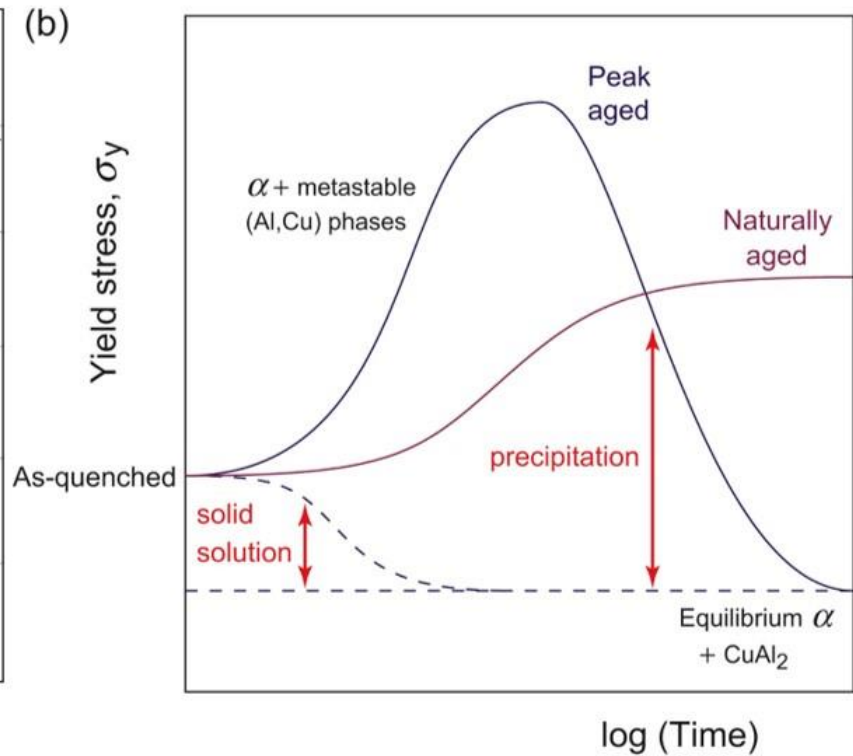 (b)
Peak
aged
α + metastable
(Al,Cu) phases
Naturally
aged
Yield stress, σy
As-quenched
precipitation
solid
solution
Equilibrium α
+ CuAl₂
log (Time)